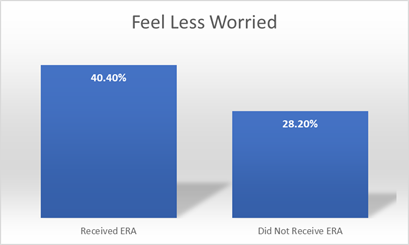 Feel Less Worried
40.40%
28.20%
Received ERA
Did Not Receive ERA